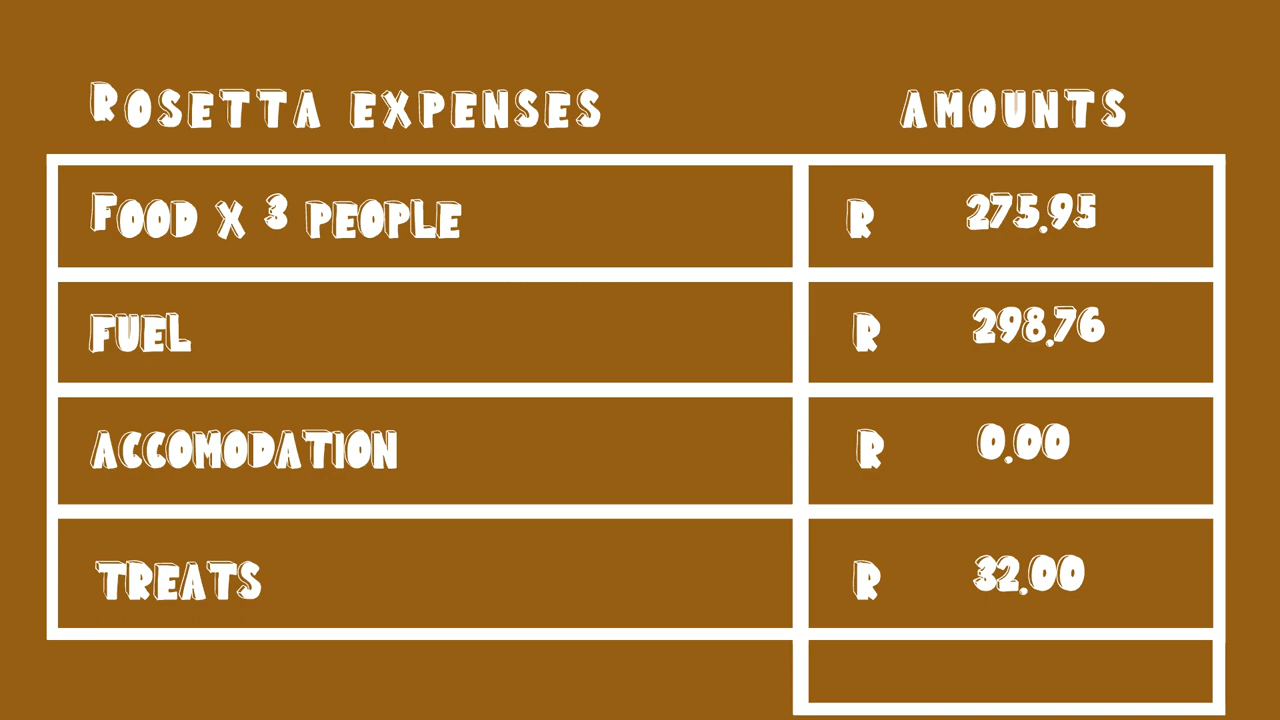 Rosetta expenses AMOUNTS
Food x 3 people R 275.95
FUEL R 298.76
ACCOMODATION R 0.00
TREATS R 32.00